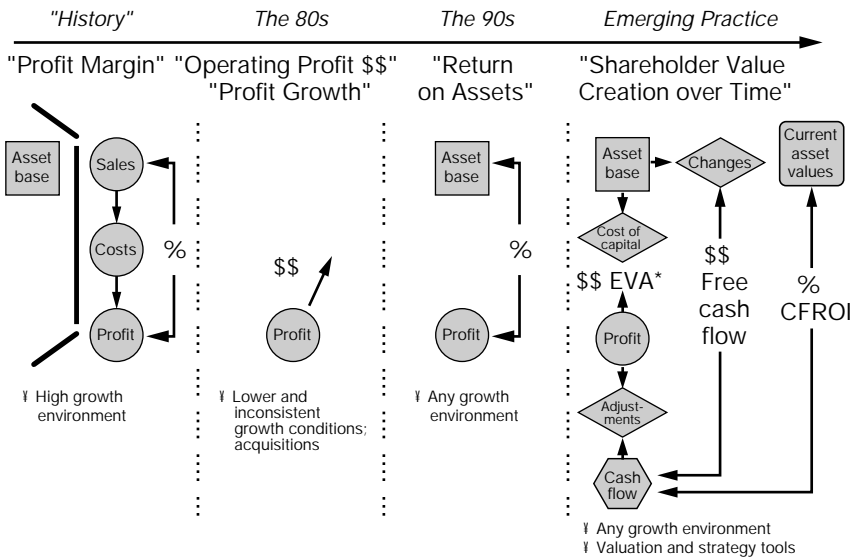 "History"
The 80s
The 90s
Emerging Practice
"Profit Margin"
"Operating Profit $$"
"Profit Growth"
"Return
on Assets"
"Shareholder Value
Creation over Time"
Asset
base
Sales
Costs
Profit
%
¥ High growth
environment
$$
Profit
¥ Lower and
inconsistent
growth conditions;
acquisitions
Asset
base
%
Profit
¥ Any growth
environment
Asset
base
Changes
Current
asset
values
Cost of
capital
$$ EVA*
Profit
Adjust-
ments
Cash
flow
$$
Free
cash
flow
%
CFROI
¥ Any growth environment
¥ Valuation and strategy tools